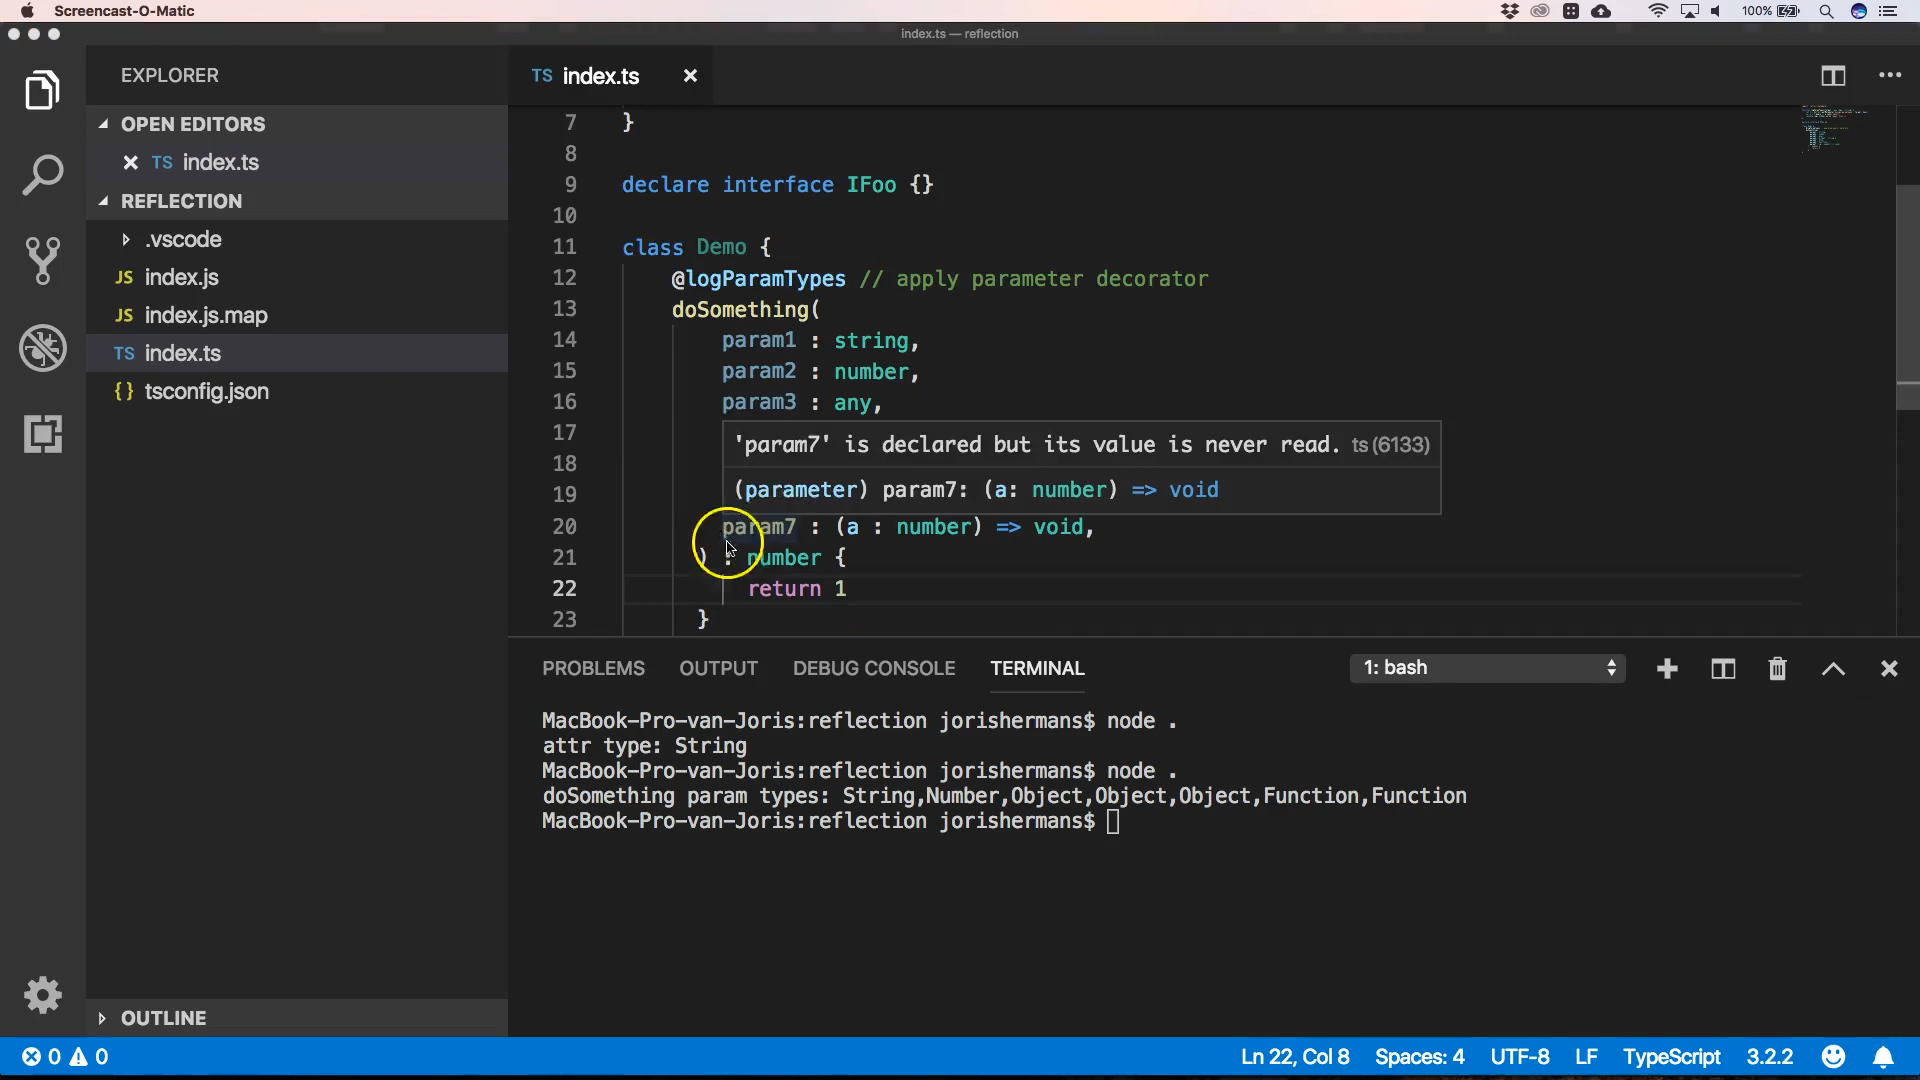 Screencast-O-Matic
100%
index.ts — reflection
EXPLORER
OPEN EDITORS
TS index.ts
REFLECTION
.vscode
JS index.js
JS index.js.map
TS index.ts
{ } tsconfig.json
OUTLINE
TS index.ts
7 }
8
9 declare interface IFoo {}
10
11 class Demo {
12 @logParamTypes // apply parameter decorator
13 doSomething(
14 param1 : string,
15 param2 : number,
16 param3 : any,
17
18
19
'param7' is declared but its value is never read. ts(6133)
(parameter) param7: (a: number) => void
20 param7 : (a : number) => void,
21 ) : number {
22 return 1
23 }
PROBLEMS OUTPUT DEBUG CONSOLE TERMINAL 1: bash
MacBook-Pro-van-Joris:reflection jorishermans$ node .
attr type: String
MacBook-Pro-van-Joris:reflection jorishermans$ node .
doSomething param types: String,Number,Object,Object,Object,Function,Function
MacBook-Pro-van-Joris:reflection jorishermans$
0 0 Ln 22, Col 8 Spaces: 4 UTF-8 LF TypeScript 3.2.2